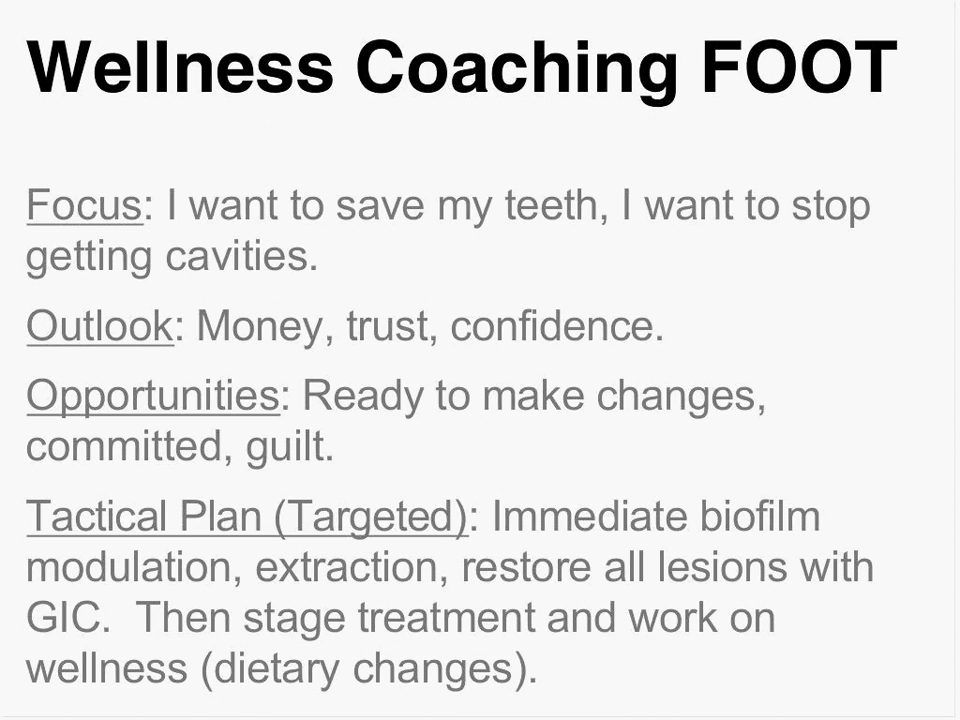 Wellness Coaching FOOT
Focus: I want to save my teeth, I want to stop
getting cavities.
Outlook: Money, trust, confidence.
Opportunities: Ready to make changes,
committed, guilt.
Tactical Plan (Targeted): Immediate biofilm
modulation, extraction, restore all lesions with
GIC.  Then stage treatment and work on
wellness (dietary changes).